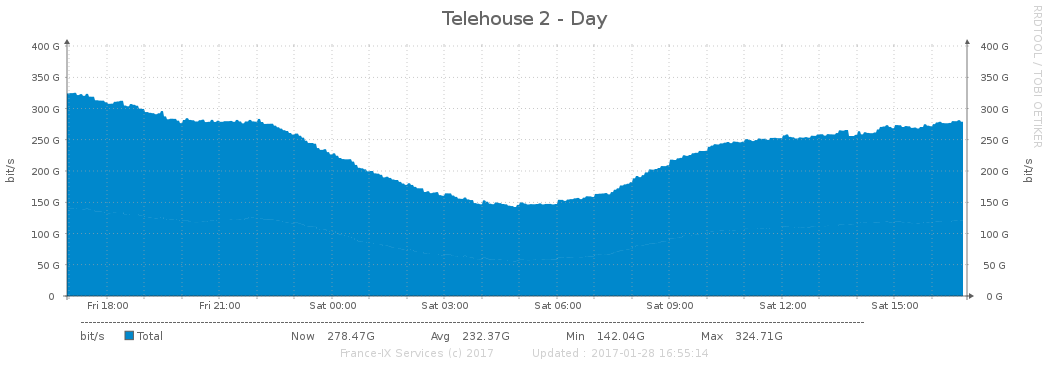 Telehouse 2 - Day
RRDTOOL / TOBI OETIKER
bit/s
400 G 400 G
350 G 350 G
300 G 300 G
250 G 250 G
200 G 200 G
150 G 150 G
100 G 100 G
50 G 50 G
0 0 G
bit/s
Fri 18:00 Fri 21:00 Sat 00:00 Sat 03:00 Sat 06:00 Sat 09:00 Sat 12:00 Sat 15:00
bit/s Total Now 278.47G Avg 232.37G Min 142.04G Max 324.71G
France-IX Services (c) 2017 Updated : 2017-01-28 16:55:14